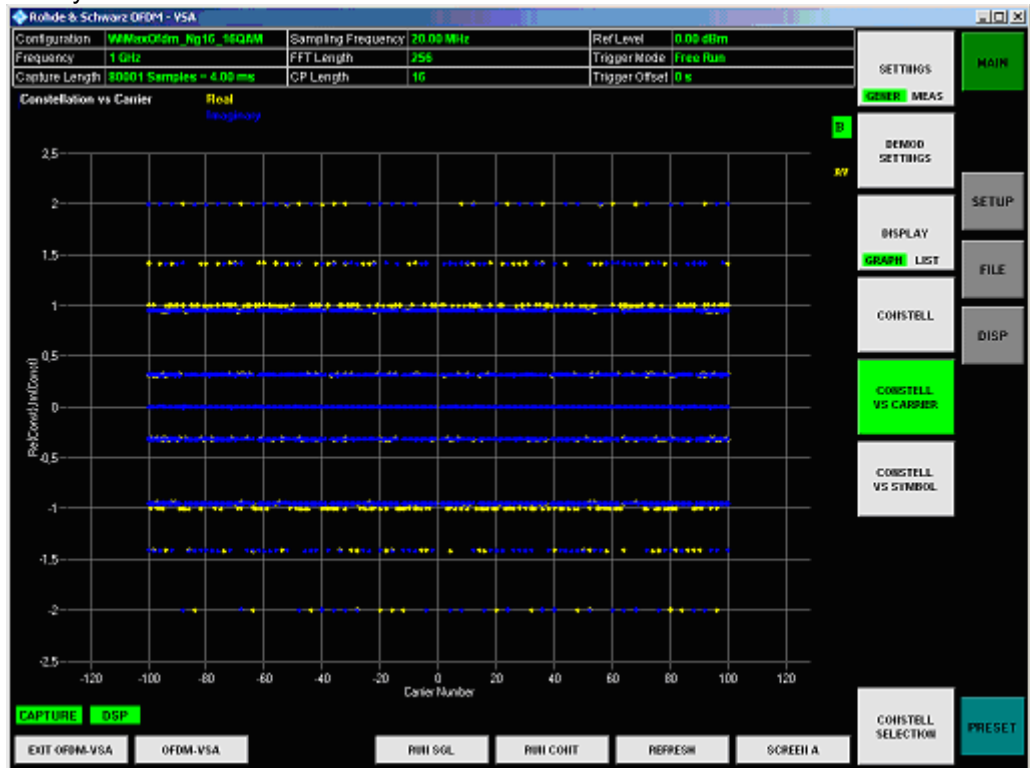 Rohde & Schwarz OFDM - VSA
Configuration WiMaxOfdm_Ng16_16QAM Sampling Frequency 20.00 MHz Ref Level 0.00 dBm
Frequency 1 GHz FFT Length 256 Trigger Mode Free Run
Capture Length 80001 Samples = 4.00 ms CP Length 16 Trigger Offset 0 s
Constellation vs Carrier Real
Imaginary
B
SETTINGS
GENER MEAS
MAIN
DEMOD
SETTINGS
SETUP
DISPLAY
GRAPH LIST
FILE
CONSTELL
DISP
CONSTELL
VS CARRIER
CONSTELL
VS SYMBOL
2,5
2
1,5
1
0,5
0
-0,5
-1
-1,5
-2
-2,5
Re(Const),Im(Const)
-120 -100 -80 -60 -40 -20 0 20 40 60 80 100 120
Carrier Number
CAPTURE DSP
CONSTELL
SELECTION
PRESET
EXIT OFDM-VSA OFDM-VSA RUN SGL RUN CONT REFRESH SCREEN A